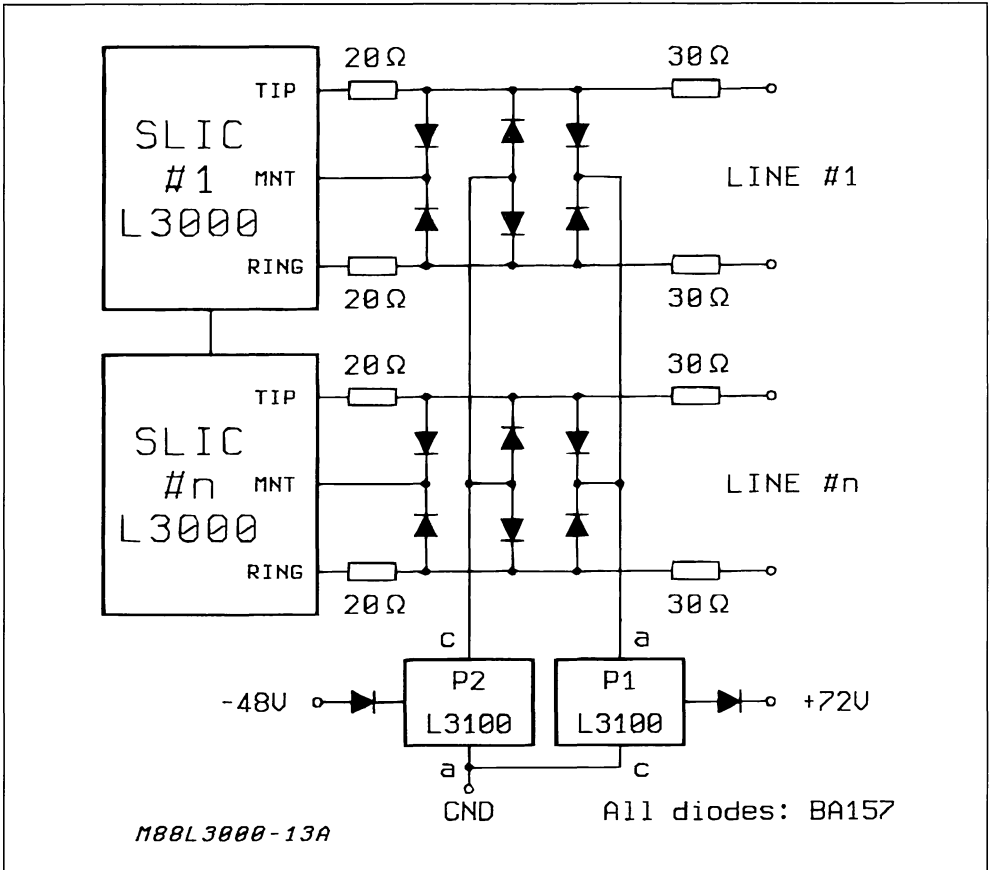 20Ω 30Ω
TIP
SLIC
#1 MNT LINE #1
L3000
RING
20Ω 30Ω
20Ω 30Ω
TIP
SLIC
#n MNT LINE #n
L3000
RING
20Ω 30Ω
c a
P2 P1
-48V +72V
L3100 L3100
a c
GND All diodes: BA157
M88L3000-13A